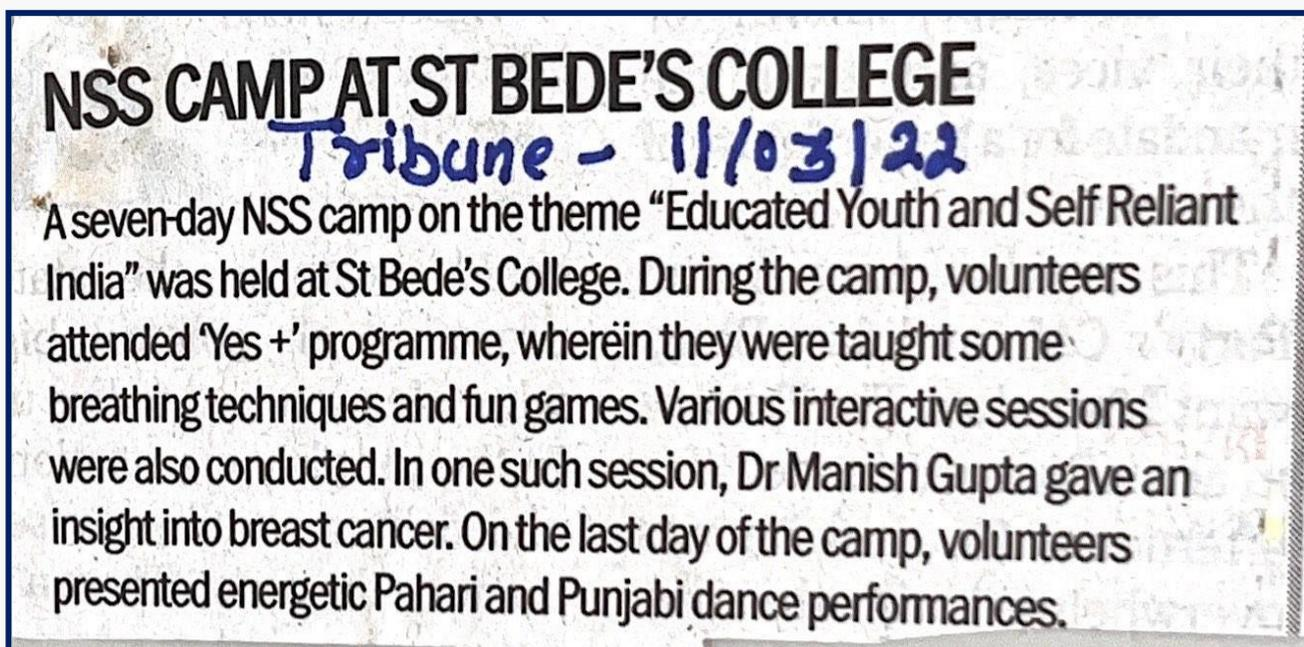 NSS CAMP AT ST BEDE'S COLLEGE
Tribune - 11/03/22
A seven-day NSS camp on the theme “Educated Youth and Self Reliant
India” was held at St Bede's College. During the camp, volunteers
attended ‘Yes +’ programme, wherein they were taught some
breathing techniques and fun games. Various interactive sessions
were also conducted. In one such session, Dr Manish Gupta gave an
insight into breast cancer. On the last day of the camp, volunteers
presented energetic Pahari and Punjabi dance performances.